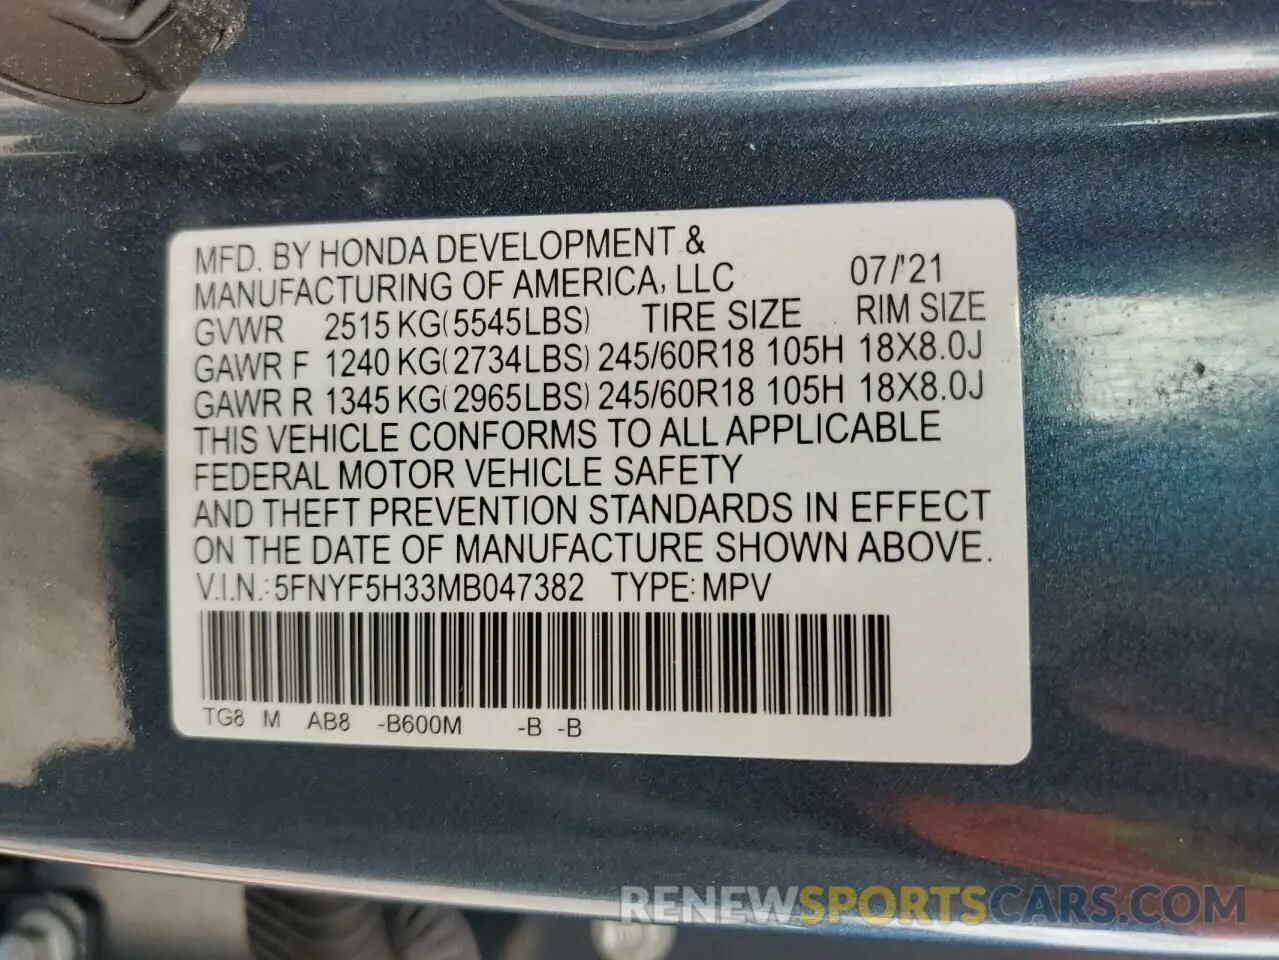 MFD. BY HONDA DEVELOPMENT &
MANUFACTURING OF AMERICA, LLC 07/'21
GVWR 2515 KG(5545LBS) TIRE SIZE RIM SIZE
GAWR F 1240 KG(2734LBS) 245/60R18 105H 18X8.0J
GAWR R 1345 KG(2965LBS) 245/60R18 105H 18X8.0J
THIS VEHICLE CONFORMS TO ALL APPLICABLE
FEDERAL MOTOR VEHICLE SAFETY
AND THEFT PREVENTION STANDARDS IN EFFECT
ON THE DATE OF MANUFACTURE SHOWN ABOVE.
V.I.N.: 5FNYF5H33MB047382 TYPE: MPV
TG8 M AB8 -B600M -B -B
RENEWSPORTSCARS.COM